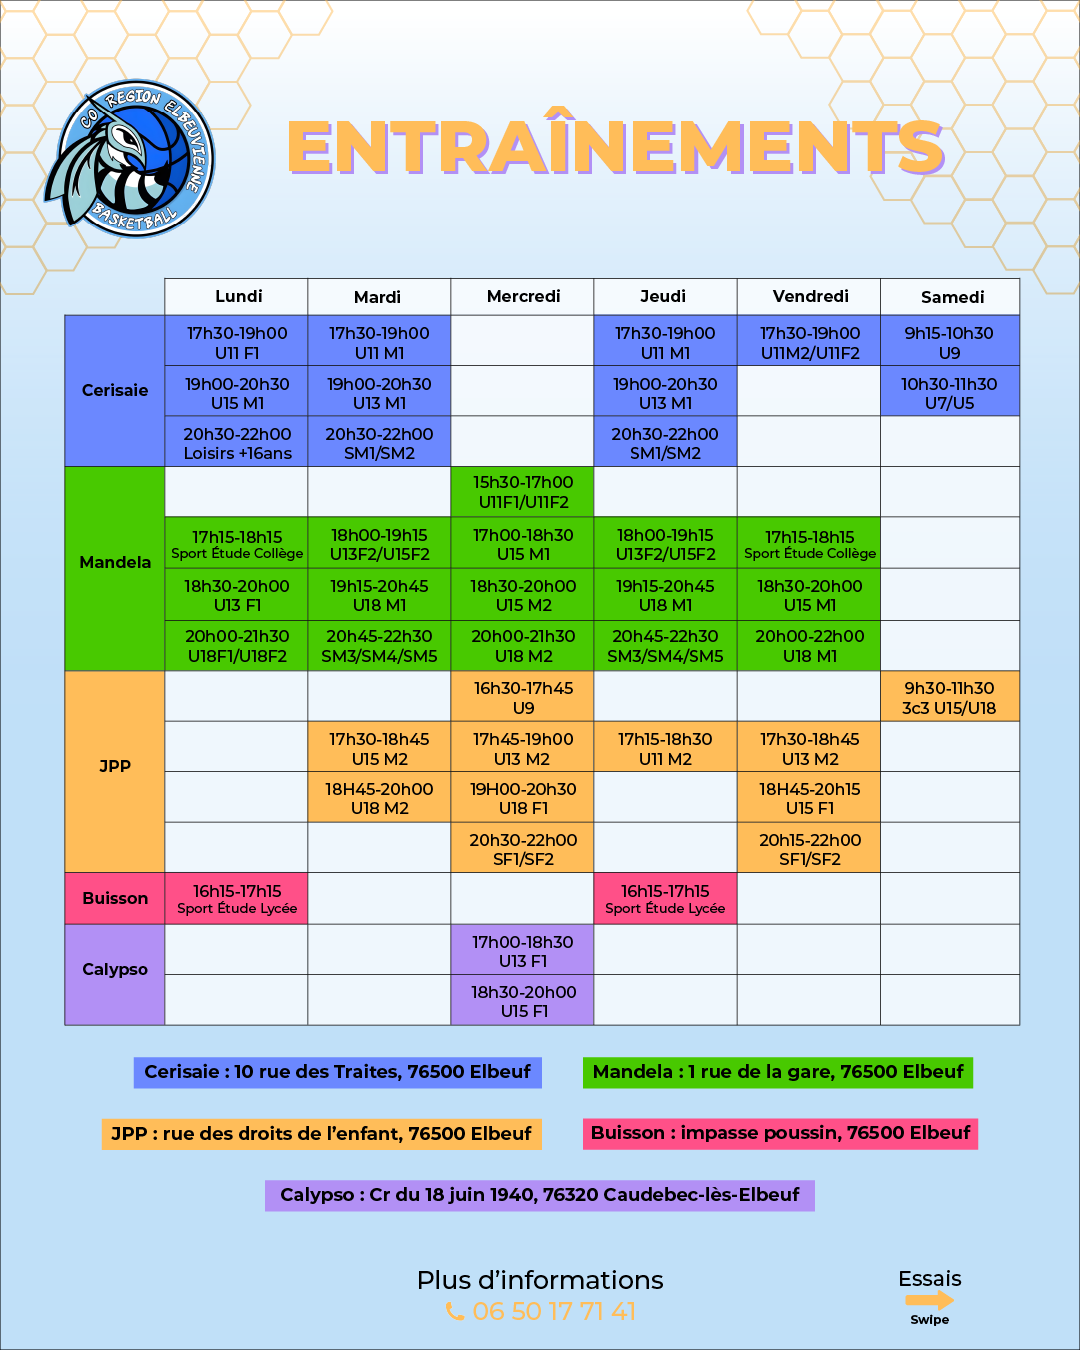 CO REGION ELBEUVIENNE
BASKETBALL
ENTRAÎNEMENTS
Lundi Mardi Mercredi Jeudi Vendredi Samedi
Cerisaie
17h30-19h00 17h30-19h00 17h30-19h00 17h30-19h00 9h15-10h30
U11 F1 U11 M1 U11 M1 U11M2/U11F2 U9
19h00-20h30 19h00-20h30 19h00-20h30 10h30-11h30
U15 M1 U13 M1 U13 M1 U7/U5
20h30-22h00 20h30-22h00 20h30-22h00
Loisirs +16ans SM1/SM2 SM1/SM2
Mandela
15h30-17h00
U11F1/U11F2
17h15-18h15 18h00-19h15 17h00-18h30 18h00-19h15 17h15-18h15
Sport Étude Collège U13F2/U15F2 U15 M1 U13F2/U15F2 Sport Étude Collège
18h30-20h00 19h15-20h45 18h30-20h00 19h15-20h45 18h30-20h00
U13 F1 U18 M1 U15 M2 U18 M1 U15 M1
20h00-21h30 20h45-22h30 20h00-21h30 20h45-22h30 20h00-22h00
U18F1/U18F2 SM3/SM4/SM5 U18 M2 SM3/SM4/SM5 U18 M1
JPP
16h30-17h45 9h30-11h30
U9 3c3 U15/U18
17h30-18h45 17h45-19h00 17h15-18h30 17h30-18h45
U15 M2 U13 M2 U11 M2 U13 M2
18H45-20h00 19H00-20h30 18H45-20h15
U18 M2 U18 F1 U15 F1
20h30-22h00 20h15-22h00
SF1/SF2 SF1/SF2
Buisson
16h15-17h15 16h15-17h15
Sport Étude Lycée Sport Étude Lycée
Calypso
17h00-18h30
U13 F1
18h30-20h00
U15 F1
Cerisaie : 10 rue des Traites, 76500 Elbeuf
Mandela : 1 rue de la gare, 76500 Elbeuf
JPP : rue des droits de l'enfant, 76500 Elbeuf
Buisson : impasse poussin, 76500 Elbeuf
Calypso : Cr du 18 juin 1940, 76320 Caudebec-lès-Elbeuf
Plus d'informations
06 50 17 71 41
Essais
Swipe